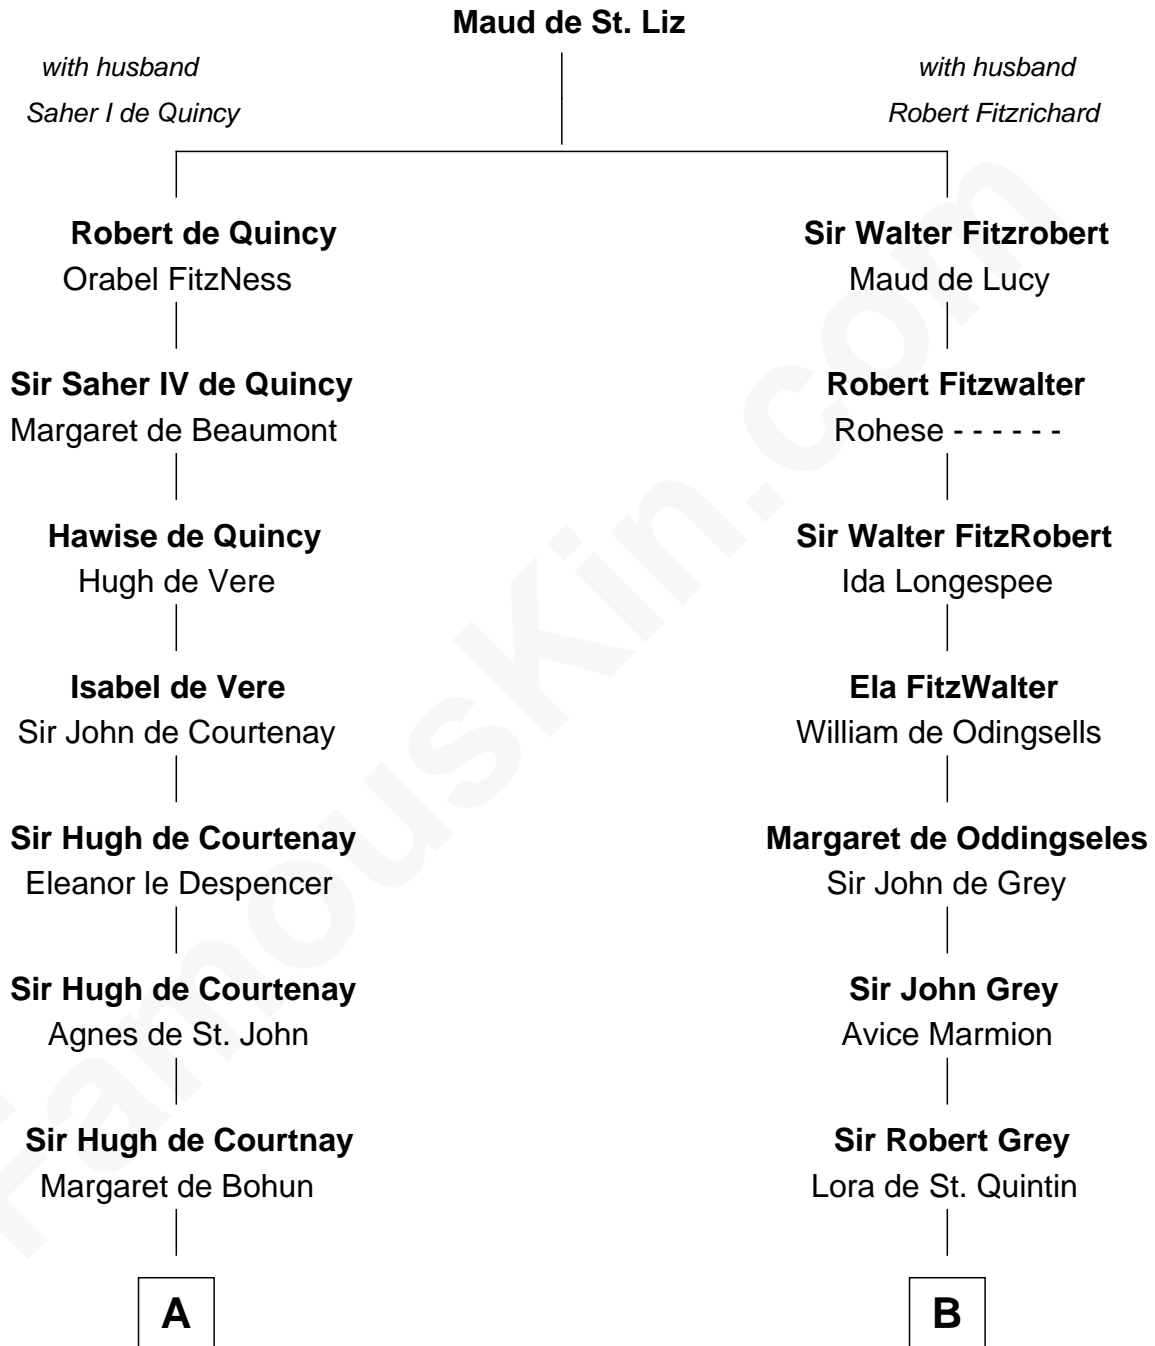 Maud de St. Liz
with husband
Saher I de Quincy
with husband
Robert Fitzrichard
Robert de Quincy
Orabel FitzNess
Sir Saher IV de Quincy
Margaret de Beaumont
Hawise de Quincy
Hugh de Vere
Isabel de Vere
Sir John de Courtenay
Sir Hugh de Courtenay
Eleanor le Despencer
Sir Hugh de Courtenay
Agnes de St. John
Sir Hugh de Courtnay
Margaret de Bohun
A
Sir Walter Fitzrobert
Maud de Lucy
Robert Fitzwalter
Rohese - - - - - -
Sir Walter FitzRobert
Ida Longespee
Ela FitzWalter
William de Odingsells
Margaret de Oddingseles
Sir John de Grey
Sir John Grey
Avice Marmion
Sir Robert Grey
Lora de St. Quintin
B
FamousKin.com